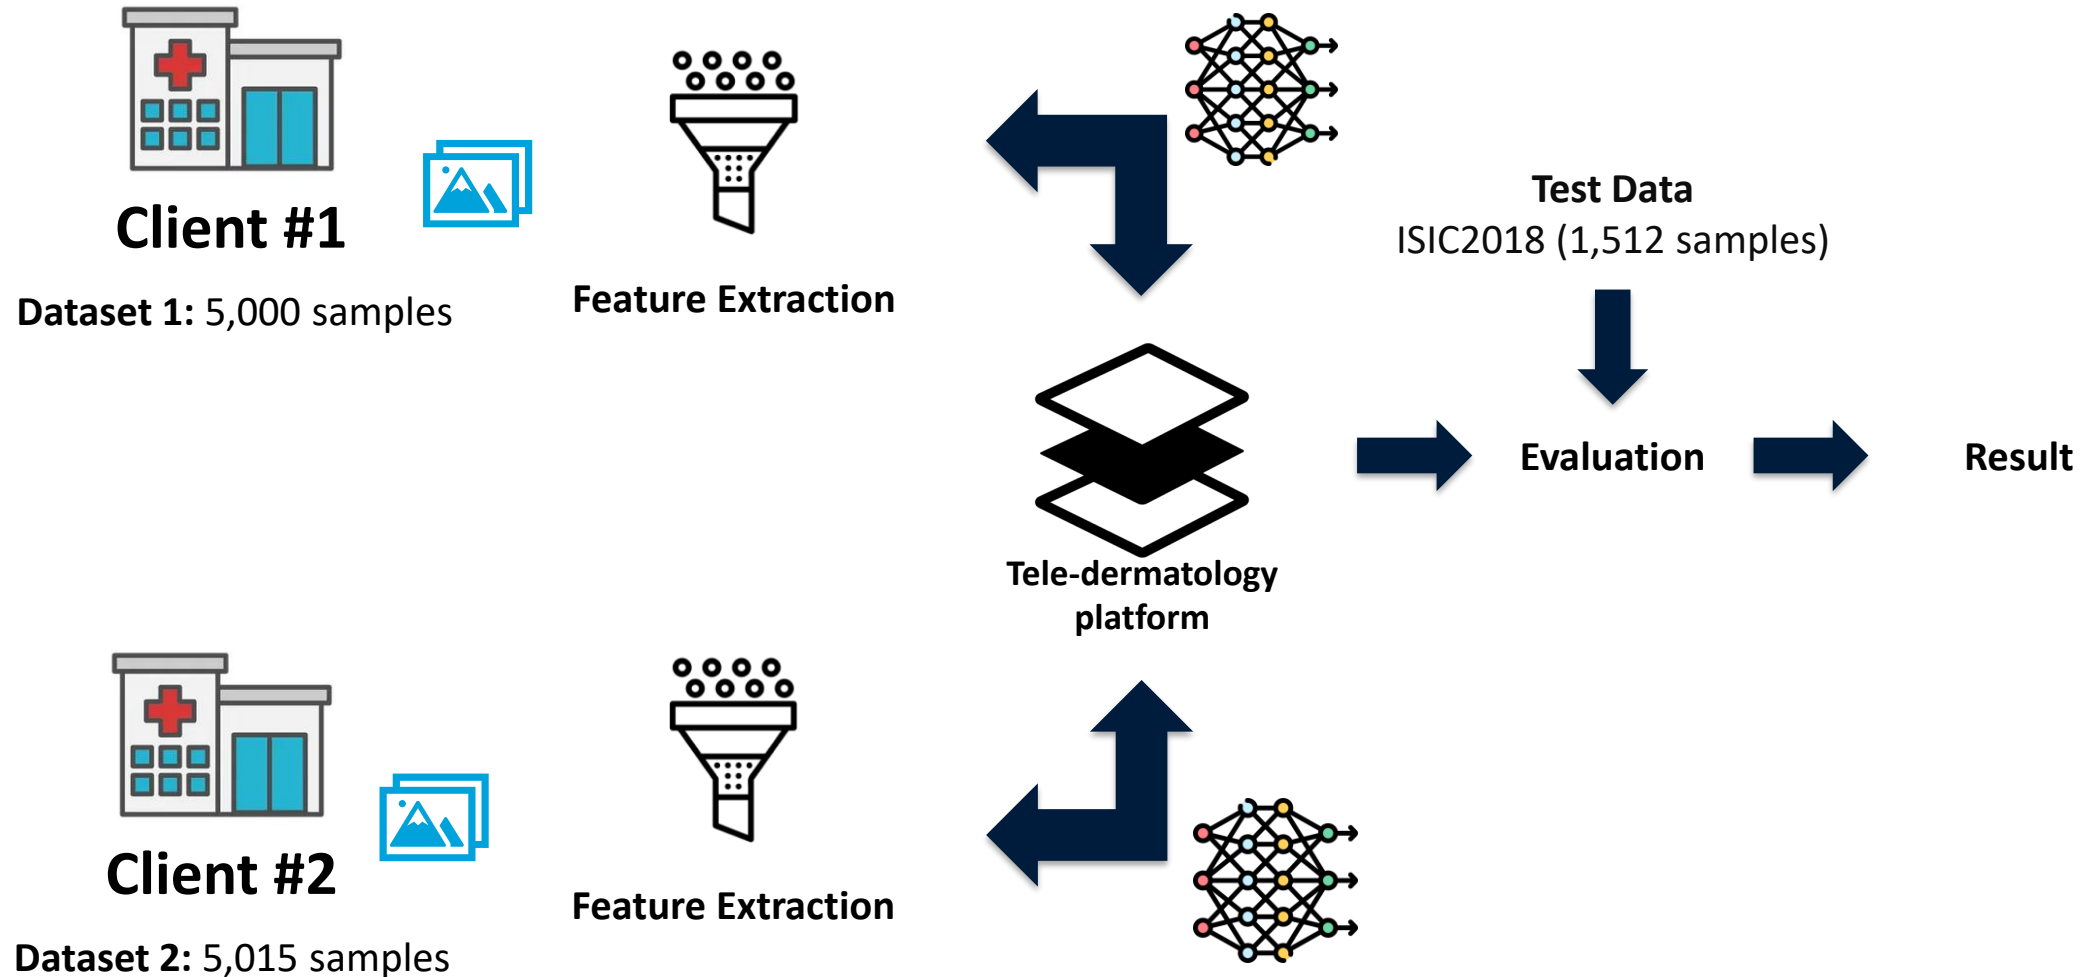 Client #1
Dataset 1: 5,000 samples
Feature Extraction
Test Data
ISIC2018 (1,512 samples)
Evaluation
Result
Tele-dermatology
platform
Client #2
Dataset 2: 5,015 samples
Feature Extraction